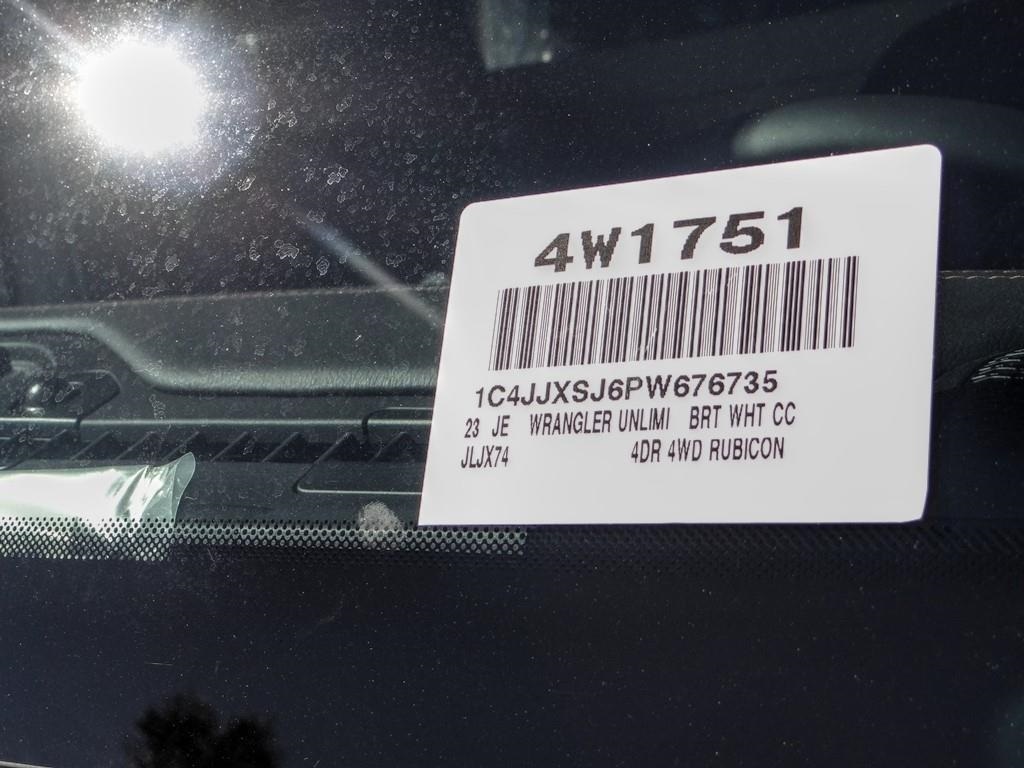 4W1751
1C4JJXSJ6PW676735
23 JE WRANGLER UNLIMI BRT WHT CC
JLJX74 4DR 4WD RUBICON